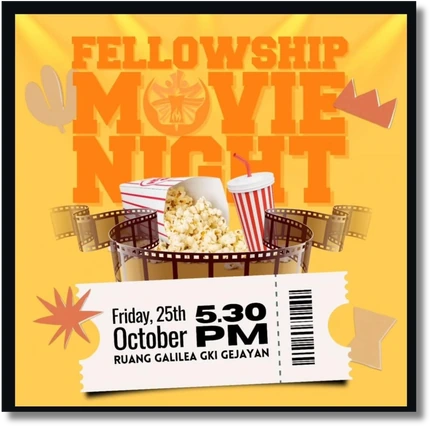 FELLOWSHIP
MOVIE
NIGHT
Friday, 25th
October
5.30
PM
RUANG GALILEA GKI GEJAYAN